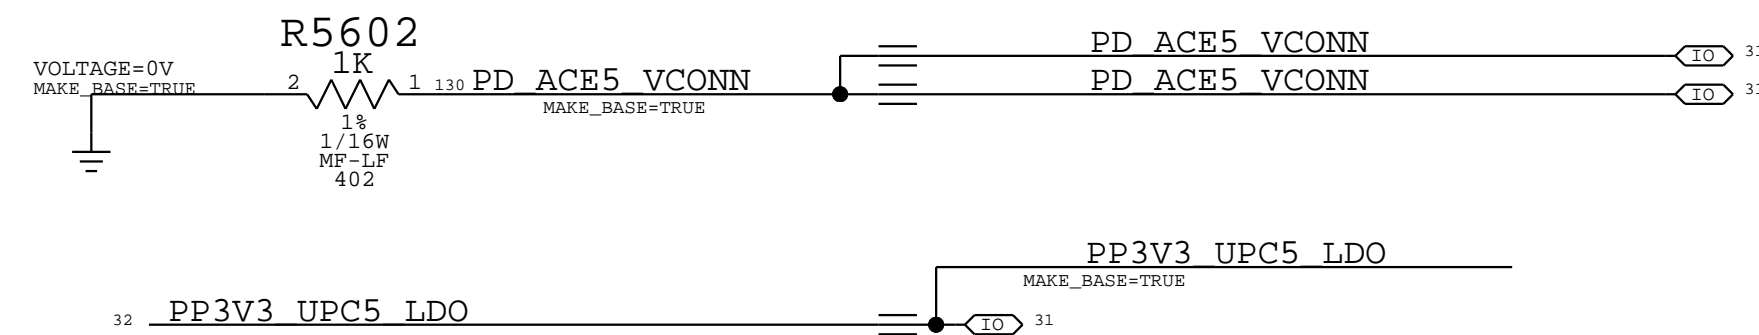 R5602
1K
VOLTAGE=0V
MAKE_BASE=TRUE
2
1
130 PD_ACE5_VCONN
MAKE_BASE=TRUE
1%
1/16W
MF-LF
402
PD_ACE5_VCONN
IO 31
PD_ACE5_VCONN
IO 31
PP3V3_UPC5_LDO
MAKE_BASE=TRUE
32 PP3V3_UPC5_LDO
IO 31